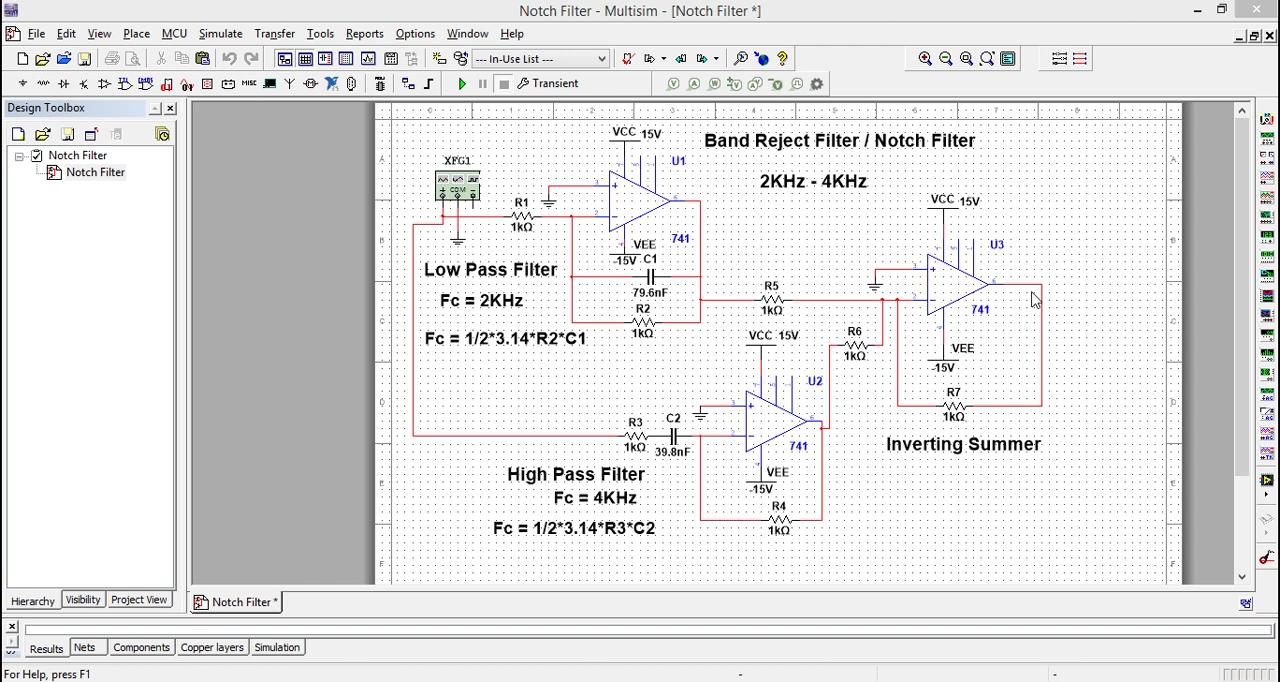 Notch Filter - Multisim - [Notch Filter *]
File Edit View Place MCU Simulate Transfer Tools Reports Options Window Help
--- In-Use List ---
Transient
Design Toolbox
Notch Filter
Notch Filter
Hierarchy Visibility Project View
VCC 15V
Band Reject Filter / Notch Filter
2KHz - 4KHz
XFG1
COM
U1
R1
1kΩ
741
VEE
-15V
C1
79.6nF
R2
1kΩ
Low Pass Filter
Fc = 2KHz
Fc = 1/2*3.14*R2*C1
VCC 15V
U3
741
VEE
-15V
R5
1kΩ
R6
1kΩ
R7
1kΩ
Inverting Summer
VCC 15V
U2
741
VEE
-15V
R3
1kΩ
C2
39.8nF
R4
1kΩ
High Pass Filter
Fc = 4KHz
Fc = 1/2*3.14*R3*C2
Notch Filter *
Results Nets Components Copper layers Simulation
For Help, press F1